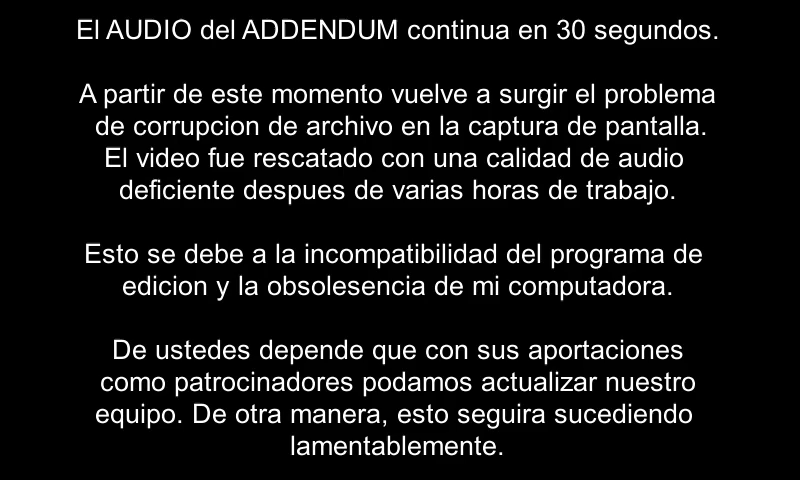 El AUDIO del ADDENDUM continua en 30 segundos.
A partir de este momento vuelve a surgir el problema
de corrupcion de archivo en la captura de pantalla.
El video fue rescatado con una calidad de audio
deficiente despues de varias horas de trabajo.
Esto se debe a la incompatibilidad del programa de
edicion y la obsolesencia de mi computadora.
De ustedes depende que con sus aportaciones
como patrocinadores podamos actualizar nuestro
equipo. De otra manera, esto seguira sucediendo
lamentablemente.